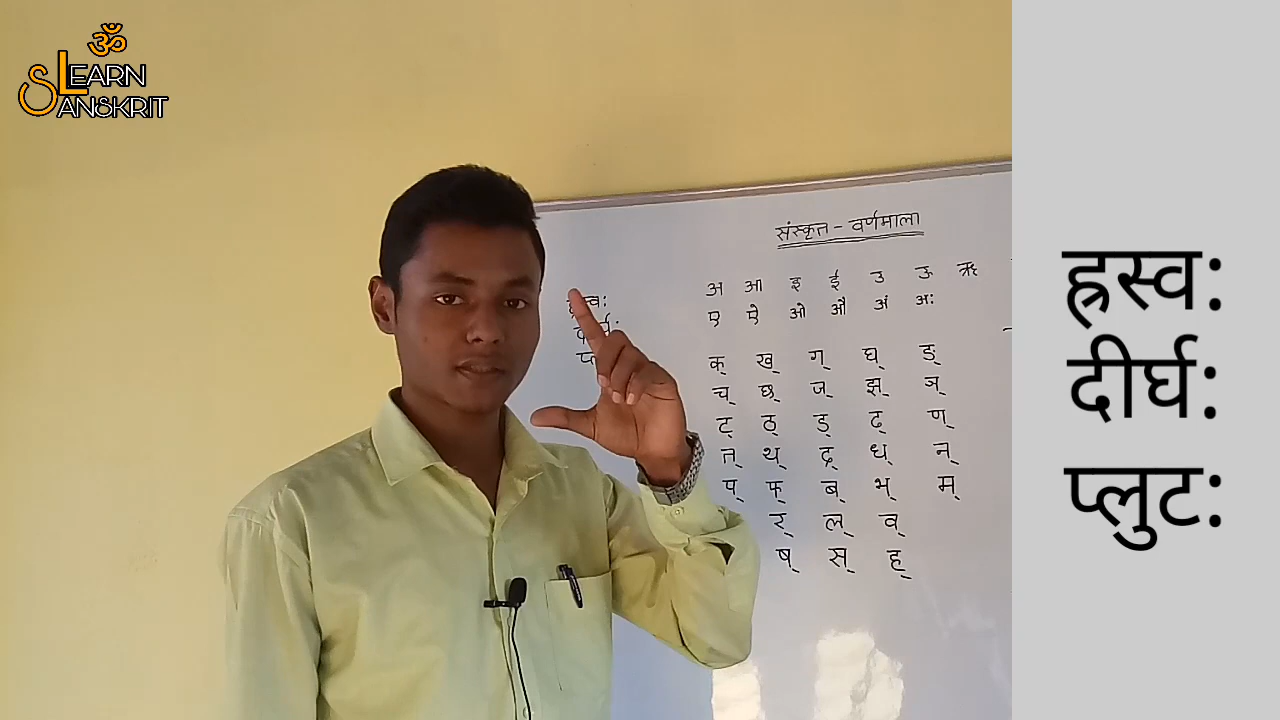 ॐ
LEARN
SANSKRIT
संस्कृत - वर्णमाला
अ आ इ ई उ ऊ ऋ
ए ऐ ओ औ अं अः
क् ख् ग् घ् ङ्
च् छ् ज् झ् ञ्
ट् ठ् ड् ढ् ण्
त् थ् द् ध् न्
प् फ् ब् भ् म्
र् ल् व्
ष् स् ह्
ह्रस्व:
दीर्घ:
प्लुट: